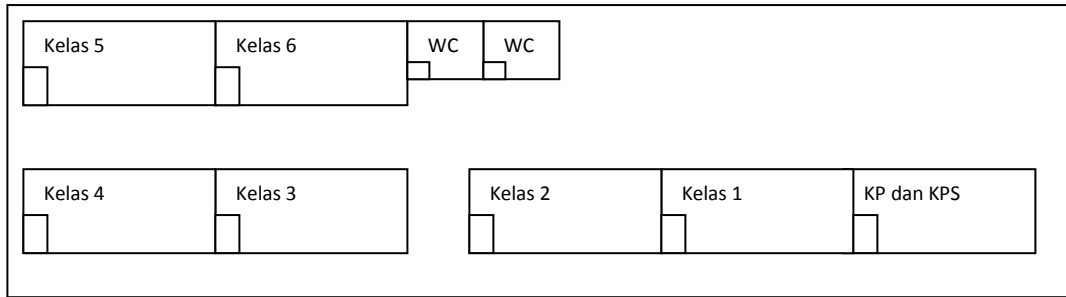 Kelas 5
Kelas 6
WC
WC
Kelas 4
Kelas 3
Kelas 2
Kelas 1
KP dan KPS